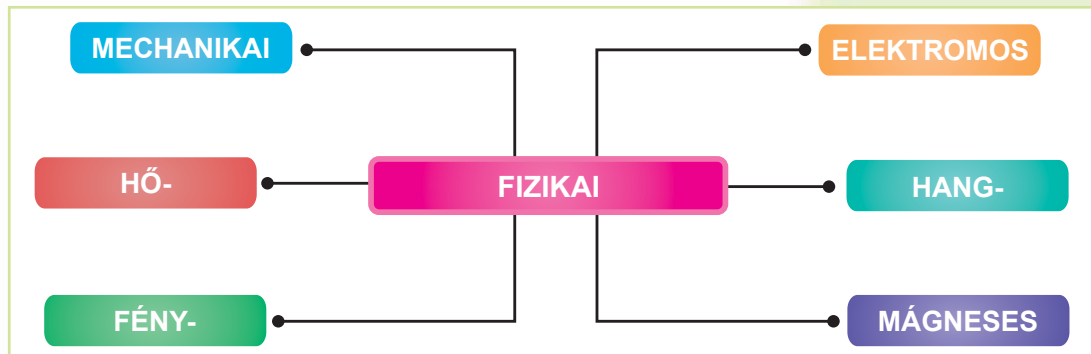 MECHANIKAI
ELEKTROMOS
HŐ-
FIZIKAI
HANG-
FÉNY-
MÁGNESES